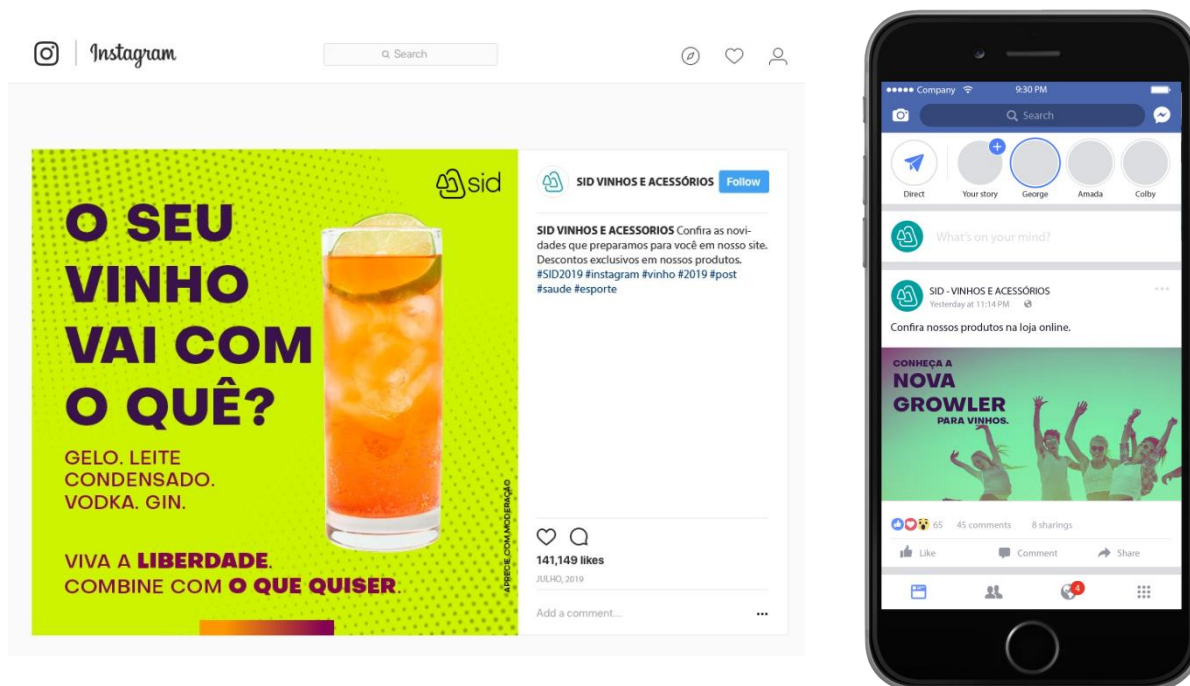 Instagram
Search
sid
O SEU
VINHO
VAI COM
O QUÊ?
GELO. LEITE
CONDENSADO.
VODKA. GIN.
VIVA A LIBERDADE.
COMBINE COM O QUE QUISER.
APRECIE COM MODERAÇÃO
SID VINHOS E ACESSÓRIOS Follow
SID VINHOS E ACESSORIOS Confira as novi-
dades que preparamos para você em nosso site.
Descontos exclusivos em nossos produtos.
#SID2019 #instagram #vinho #2019 #post
#saude #esporte
141,149 likes
JULHO, 2019
Add a comment...
Company 9:30 PM
Search
Direct Your story George Amada Colby
What's on your mind?
SID - VINHOS E ACESSÓRIOS
Yesterday at 11:14 PM
Confira nossos produtos na loja online.
CONHEÇA A
NOVA
GROWLER
PARA VINHOS.
65 45 comments 8 sharings
Like Comment Share
4